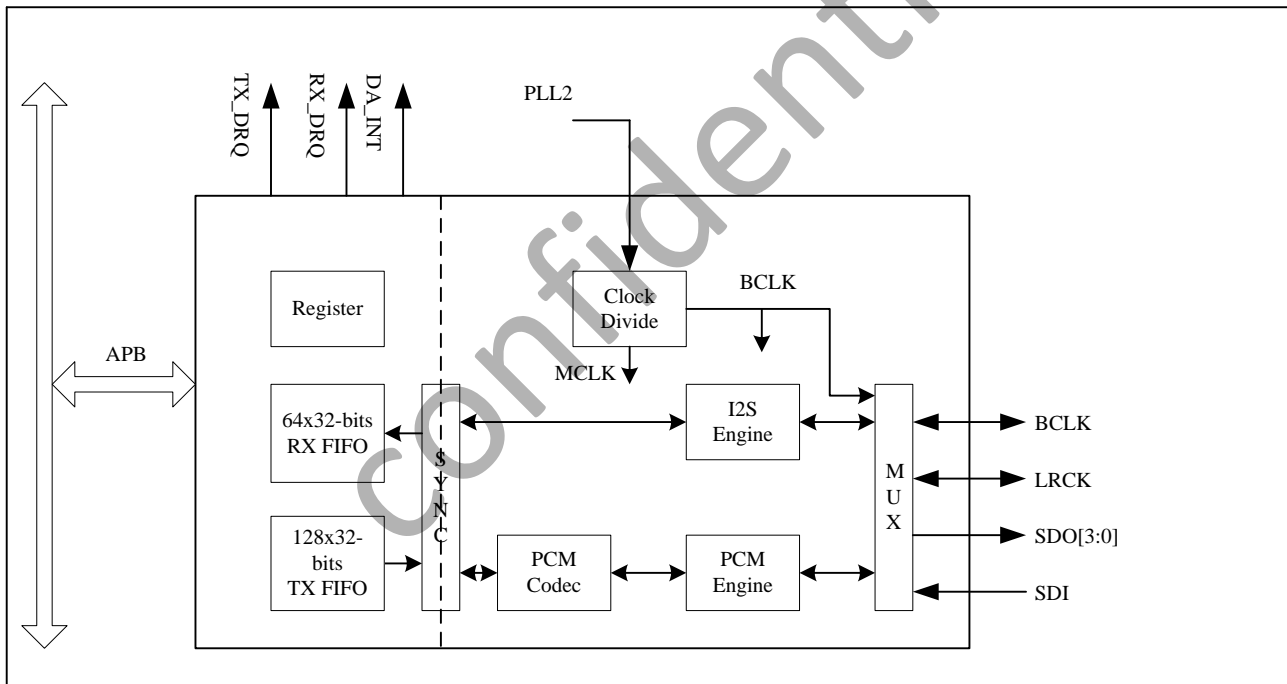 TX_DRQ
RX_DRQ
DA_INT
PLL2
Register
Clock
Divide
BCLK
APB
MCLK
64x32-bits
RX FIFO
S
Y
N
C
I2S
Engine
M
U
X
BCLK
LRCK
SDO[3:0]
SDI
128x32-
bits
TX FIFO
PCM
Codec
PCM
Engine
confidenti